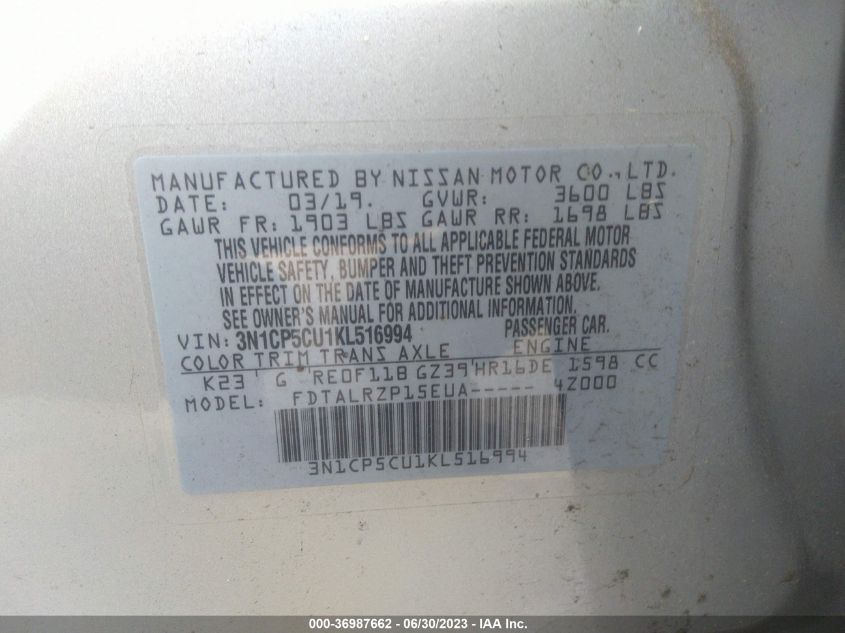 MANUFACTURED BY NISSAN MOTOR CO.,LTD.
DATE: 03/19. GVWR: 3600 LBS
GAWR FR: 1903 LBS GAWR RR: 1698 LBS
THIS VEHICLE CONFORMS TO ALL APPLICABLE FEDERAL MOTOR
VEHICLE SAFETY, BUMPER AND THEFT PREVENTION STANDARDS
IN EFFECT ON THE DATE OF MANUFACTURE SHOWN ABOVE.
SEE OWNER'S MANUAL FOR ADDITIONAL INFORMATION.
VIN: 3N1CP5CU1KL516994 PASSENGER CAR.
COLOR TRIM TRANS AXLE ENGINE
K23 G RE0F11B GZ39 HR16DE 1598 CC
MODEL: FDTALRZP15EUA----- 4Z000
3N1CP5CU1KL516994
000-36987662 - 06/30/2023 - IAA Inc.